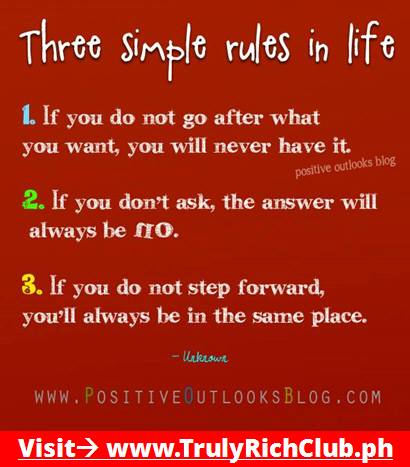 Three simple rules in life
1. If you do not go after what
you want, you will never have it.
positive outlooks blog
2. If you don't ask, the answer will
always be NO.
3. If you do not step forward,
you'll always be in the same place.
- Unknown
www.PositiveOutlooksBlog.com
Visit→ www.TrulyRichClub.ph